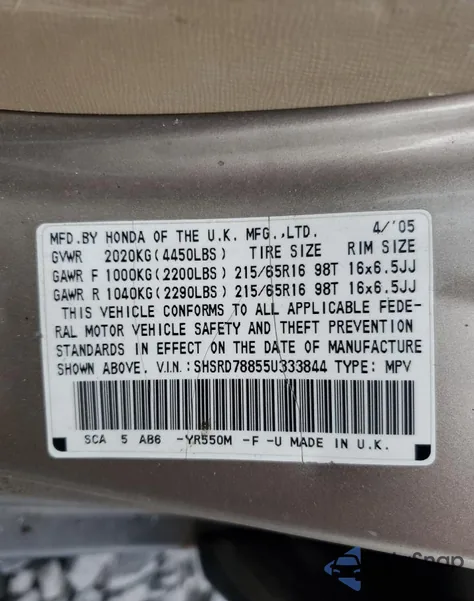 MFD.BY HONDA OF THE U.K. MFG.,LTD. 4/'05
GVWR 2020KG(4450LBS) TIRE SIZE RIM SIZE
GAWR F 1000KG(2200LBS) 215/65R16 98T 16x6.5JJ
GAWR R 1040KG(2290LBS) 215/65R16 98T 16x6.5JJ
THIS VEHICLE CONFORMS TO ALL APPLICABLE FEDE-
RAL MOTOR VEHICLE SAFETY AND THEFT PREVENTION
STANDARDS IN EFFECT ON THE DATE OF MANUFACTURE
SHOWN ABOVE. V.I.N.:SHSRD78855U333844 TYPE: MPV
SCA 5 AB6 -YR550M -F -U MADE IN U.K.